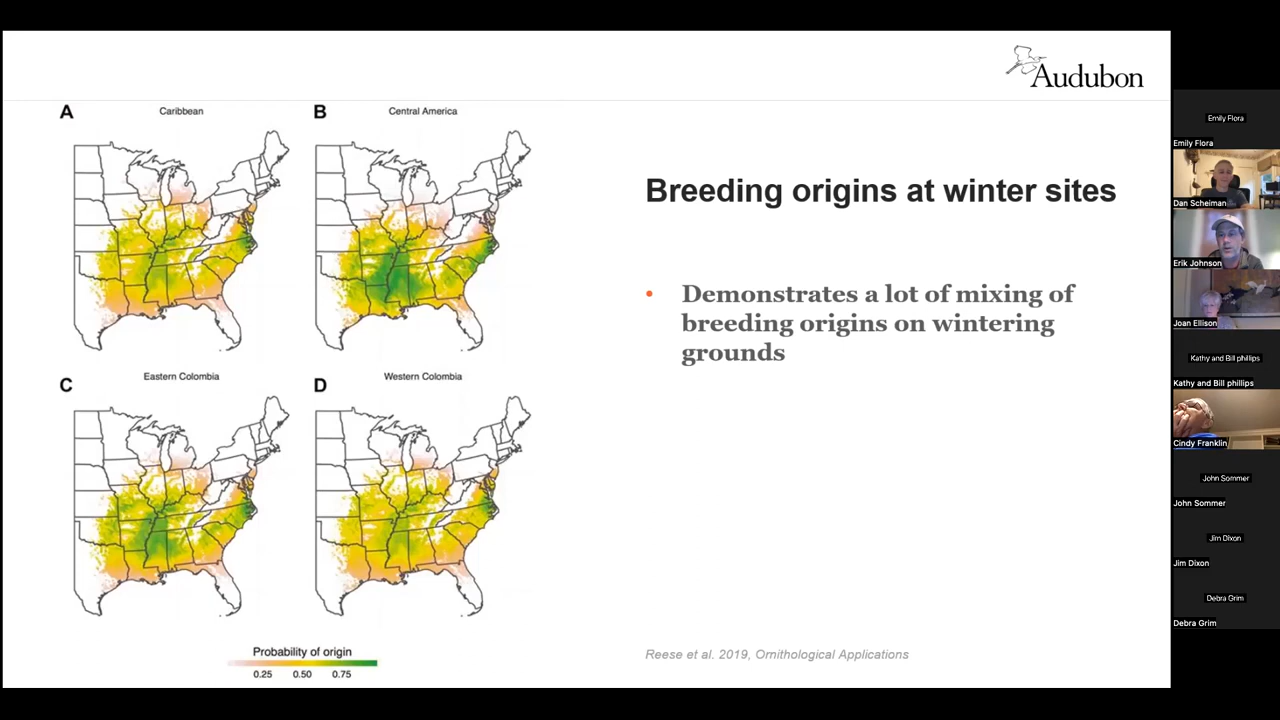 Audubon
A
Caribbean
B
Central America
C
Eastern Colombia
D
Western Colombia
Probability of origin
0.25 0.50 0.75
Breeding origins at winter sites
• Demonstrates a lot of mixing of
breeding origins on wintering
grounds
Reese et al. 2019, Ornithological Applications
Emily Flora
Emily Flora
Dan Scheiman
Erik Johnson
Joan Ellison
Kathy and Bill phillips
Kathy and Bill phillips
Cindy Franklin
John Sommer
John Sommer
Jim Dixon
Jim Dixon
Debra Grim
Debra Grim